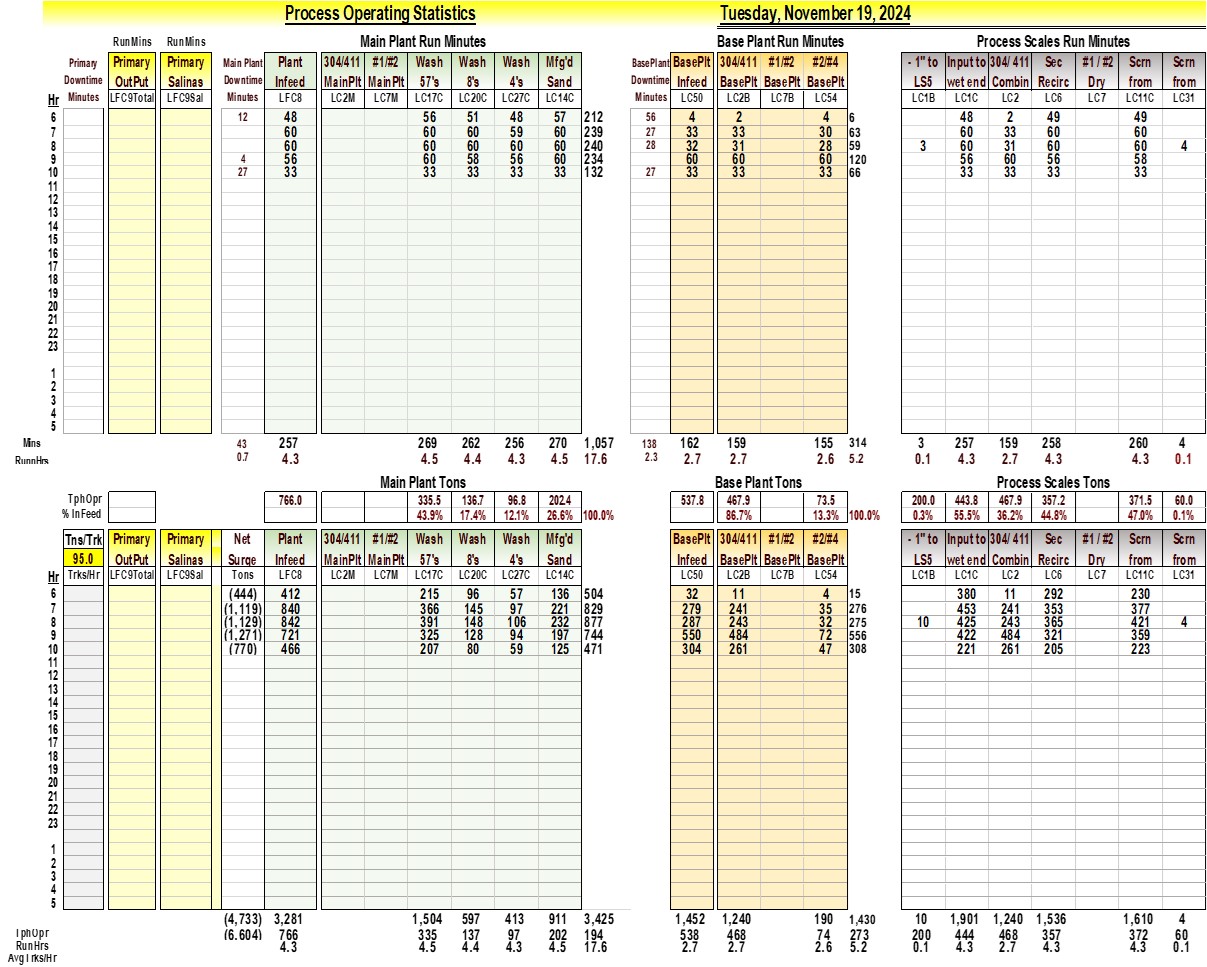 Process Operating Statistics Tuesday, November 19, 2024
RunMins RunMins Main Plant Run Minutes Base Plant Run Minutes Process Scales Run Minutes
Primary Primary Primary Main Plant Plant 304/411 #1/#2 Wash Wash Wash Mfg'd BasePlant BasePlt 304/411 #1/#2 #2/#4 - 1" to Input to 304/ 411 Sec #1 / #2 Scrn Scrn
Downtime OutPut Salinas Downtime Infeed MainPlt MainPlt 57's 8's 4's Sand Downtime Infeed BasePlt BasePlt BasePlt LS5 wet end Combin Recirc Dry from from
Hr Minutes LFC9Total LFC9Sal Minutes LFC8 LC2M LC7M LC17C LC20C LC27C LC14C Minutes LC50 LC2B LC7B LC54 LC1B LC1C LC2 LC6 LC7 LC11C LC31
6 12 48 56 51 48 57 212 56 4 2 4 6 48 2 49 49
7 60 60 60 59 60 239 27 33 33 30 63 60 33 60 60
8 60 60 60 60 60 240 28 32 31 28 59 3 60 31 60 60 4
9 4 56 60 58 56 60 234 60 60 60 120 56 60 56 58
10 27 33 33 33 33 33 132 27 33 33 33 66 33 33 33 33
11
12
13
14
15
16
17
18
19
20
21
22
23
1
2
3
4
5
Mins 43 257 269 262 256 270 1,057 138 162 159 155 314 3 257 159 258 260 4
RunnHrs 0.7 4.3 4.5 4.4 4.3 4.5 17.6 2.3 2.7 2.7 2.6 5.2 0.1 4.3 2.7 4.3 4.3 0.1
Main Plant Tons Base Plant Tons Process Scales Tons
TphOpr 766.0 335.5 136.7 96.8 202.4 537.8 467.9 73.5 200.0 443.8 467.9 357.2 371.5 60.0
% InFeed 43.9% 17.4% 12.1% 26.6% 100.0% 86.7% 13.3% 100.0% 0.3% 55.5% 36.2% 44.8% 47.0% 0.1%
Tns/Trk Primary Primary Net Plant 304/411 #1/#2 Wash Wash Wash Mfg'd BasePlt 304/411 #1/#2 #2/#4 - 1" to Input to 304/ 411 Sec #1 / #2 Scrn Scrn
95.0 OutPut Salinas Surge Infeed MainPlt MainPlt 57's 8's 4's Sand Infeed BasePlt BasePlt BasePlt LS5 wet end Combin Recirc Dry from from
Hr Trks/Hr LFC9Total LFC9Sal Tons LFC8 LC2M LC7M LC17C LC20C LC27C LC14C LC50 LC2B LC7B LC54 LC1B LC1C LC2 LC6 LC7 LC11C LC31
6 (444) 412 215 96 57 136 504 32 11 4 15 380 11 292 230
7 (1,119) 840 366 145 97 221 829 279 241 35 276 453 241 353 377
8 (1,129) 842 391 148 106 232 877 287 243 32 275 10 425 243 365 421 4
9 (1,271) 721 325 128 94 197 744 550 484 72 556 422 484 321 359
10 (770) 466 207 80 59 125 471 304 261 47 308 221 261 205 223
11
12
13
14
15
16
17
18
19
20
21
22
23
1
2
3
4
5
(4,733) 3,281 1,504 597 413 911 3,425 1,452 1,240 190 1,430 10 1,901 1,240 1,536 1,610 4
TphOpr (6,604) 766 335 137 97 202 194 538 468 74 273 200 444 468 357 372 60
RunHrs 4.3 4.5 4.4 4.3 4.5 17.6 2.7 2.7 2.6 5.2 0.1 4.3 2.7 4.3 4.3 0.1
AvgTrks/Hr